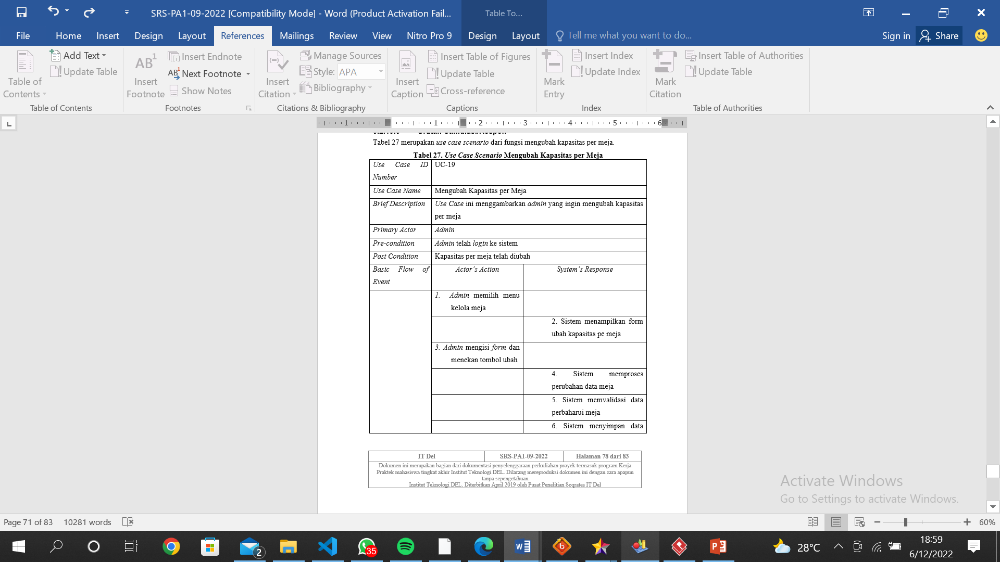 SRS-PA1-09-2022 [Compatibility Mode] - Word (Product Activation Fail...
Table To...
File
Home
Insert
Design
Layout
References
Mailings
Review
View
Nitro Pro 9
Design
Layout
Tell me what you want to do...
Sign in
Share
Table of
Contents
Add Text
Update Table
Table of Contents
AB1
Insert
Footnote
Insert Endnote
Next Footnote
Show Notes
Footnotes
Insert
Citation
Manage Sources
Style: APA
Bibliography
Citations & Bibliography
Insert
Caption
Insert Table of Figures
Update Table
Cross-reference
Captions
Mark
Entry
Insert Index
Update Index
Index
Mark
Citation
Insert Table of Authorities
Update Table
Table of Authorities
1 1 2 3 4 5 6
Tabel 27 merupakan use case scenario dari fungsi mengubah kapasitas per meja.
Tabel 27. Use Case Scenario Mengubah Kapasitas per Meja
Use Case ID
Number
UC-19
Use Case Name
Mengubah Kapasitas per Meja
Brief Description
Use Case ini menggambarkan admin yang ingin mengubah kapasitas
per meja
Primary Actor
Admin
Pre-condition
Admin telah login ke sistem
Post Condition
Kapasitas per meja telah diubah
Basic Flow of
Event
Actor's Action
System's Response
1. Admin memilih menu
kelola meja
2. Sistem menampilkan form
ubah kapasitas pe meja
3. Admin mengisi form dan
menekan tombol ubah
4. Sistem memproses
perubahan data meja
5. Sistem memvalidasi data
perbaharui meja
6. Sistem menyimpan data
IT Del
SRS-PA1-09-2022
Halaman 78 dari 83
Dokumen ini merupakan bagian dari dokumentasi penyelenggaraan perkuliahan proyek termasuk program Kerja
Praktek mahasiswa tingkat akhir Institut Teknologi DEL. Dilarang mereproduksi dokumen ini dengan cara apapun
tanpa sepengetahuan
Institut Teknologi DEL. Diterbitkan April 2019 oleh Pusat Penelitian Soqrates IT Del
Activate Windows
Go to Settings to activate Windows.
Page 71 of 83
10281 words
60%
2
35
28°C
18:59
6/12/2022